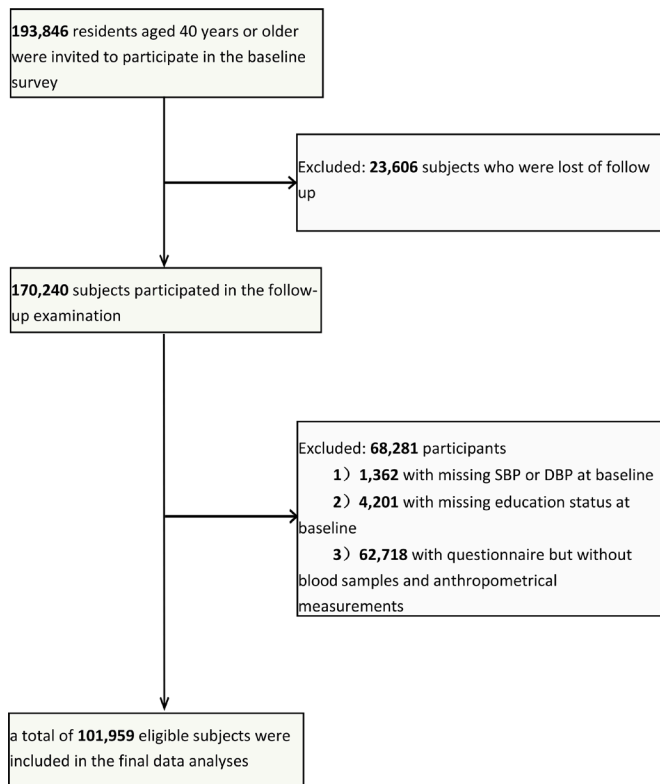 193,846 residents aged 40 years or older
were invited to participate in the baseline
survey
Excluded: 23,606 subjects who were lost of follow
up
170,240 subjects participated in the follow-
up examination
Excluded: 68,281 participants
1）1,362 with missing SBP or DBP at baseline
2）4,201 with missing education status at
baseline
3）62,718 with questionnaire but without
blood samples and anthropometrical
measurements
a total of 101,959 eligible subjects were
included in the final data analyses